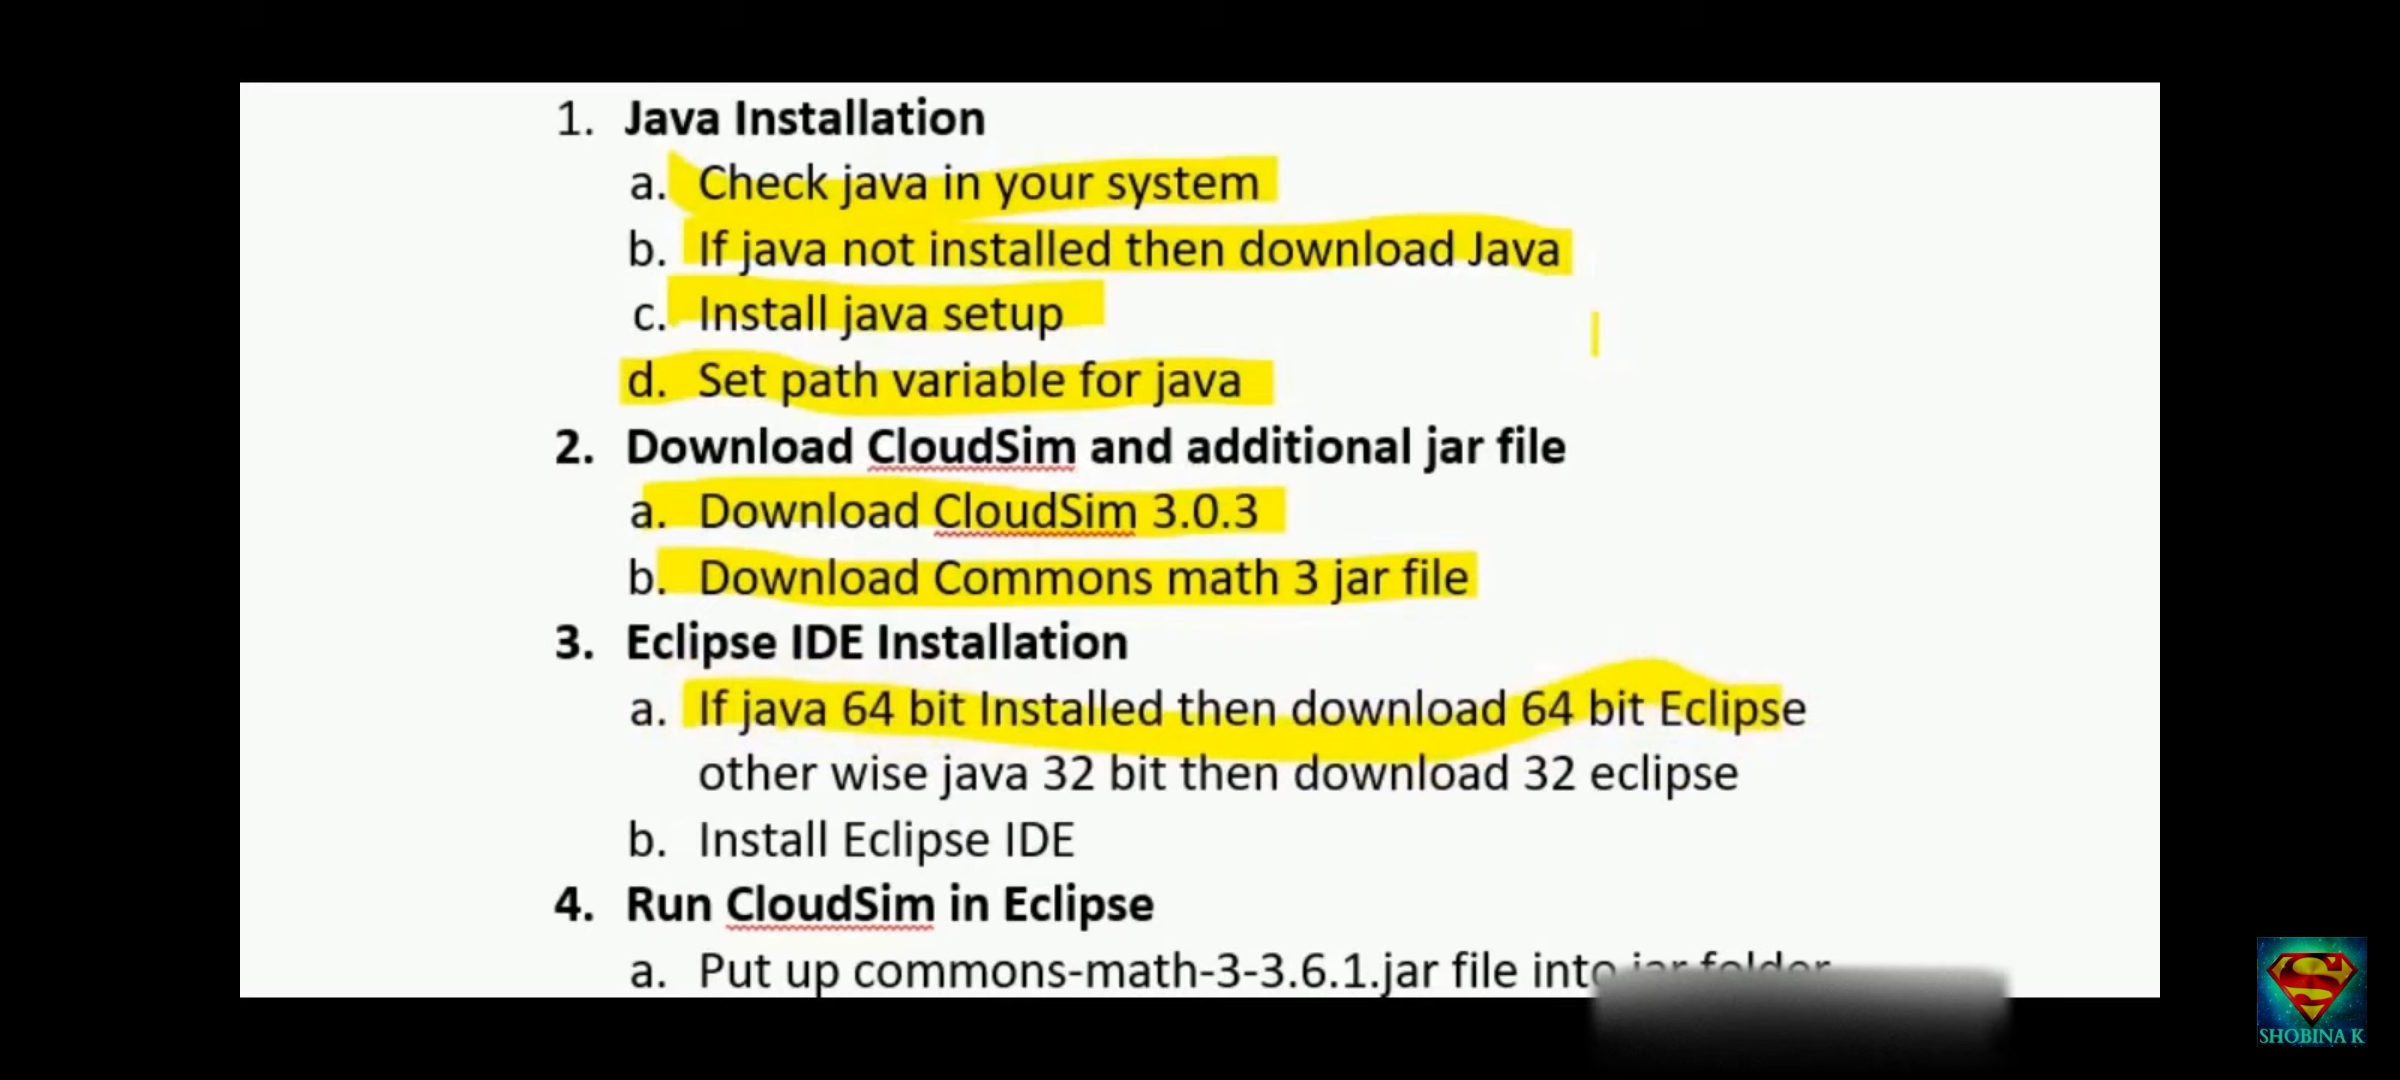 1. Java Installation
a. Check java in your system
b. If java not installed then download Java
c. Install java setup
d. Set path variable for java
2. Download CloudSim and additional jar file
a. Download CloudSim 3.0.3
b. Download Commons math 3 jar file
3. Eclipse IDE Installation
a. If java 64 bit Installed then download 64 bit Eclipse
other wise java 32 bit then download 32 eclipse
b. Install Eclipse IDE
4. Run CloudSim in Eclipse
a. Put up commons-math-3-3.6.1.jar file into jar folder
SHOBINA K